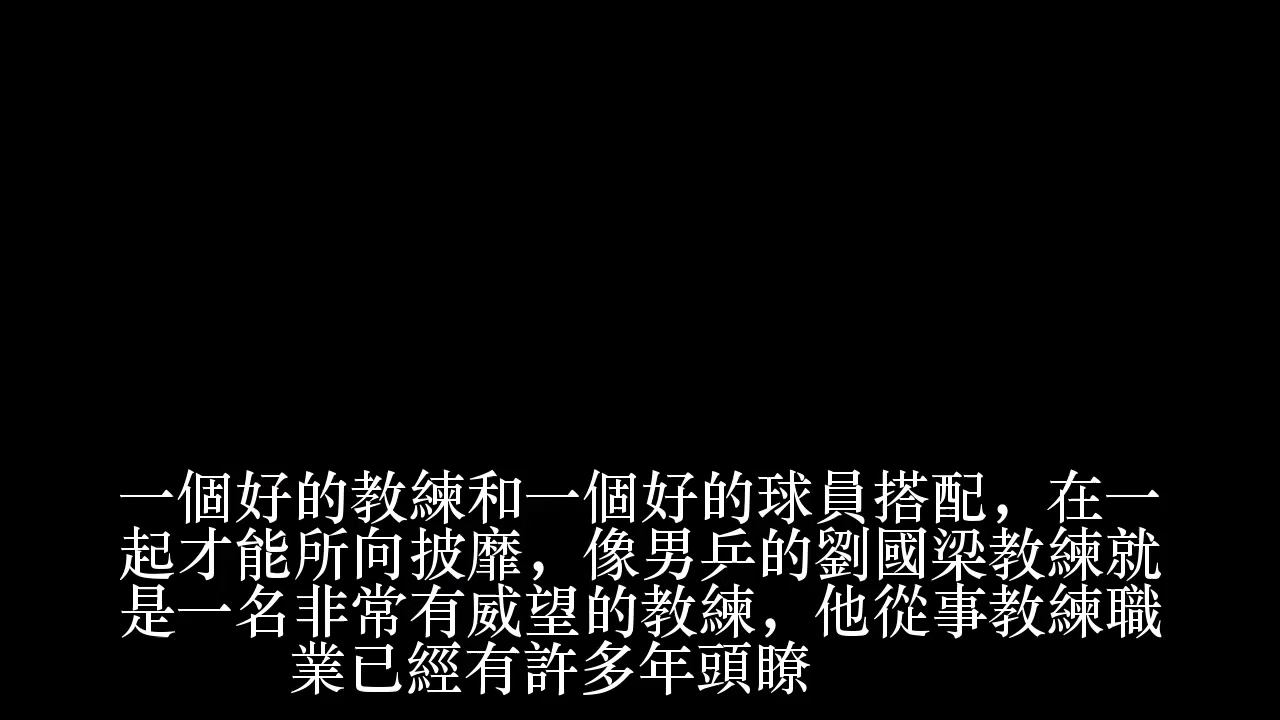 一個好的教練和一個好的球員搭配，在一
起才能所向披靡，像男乒的劉國梁教練就
是一名非常有威望的教練，他從事教練職
業已經有許多年頭瞭